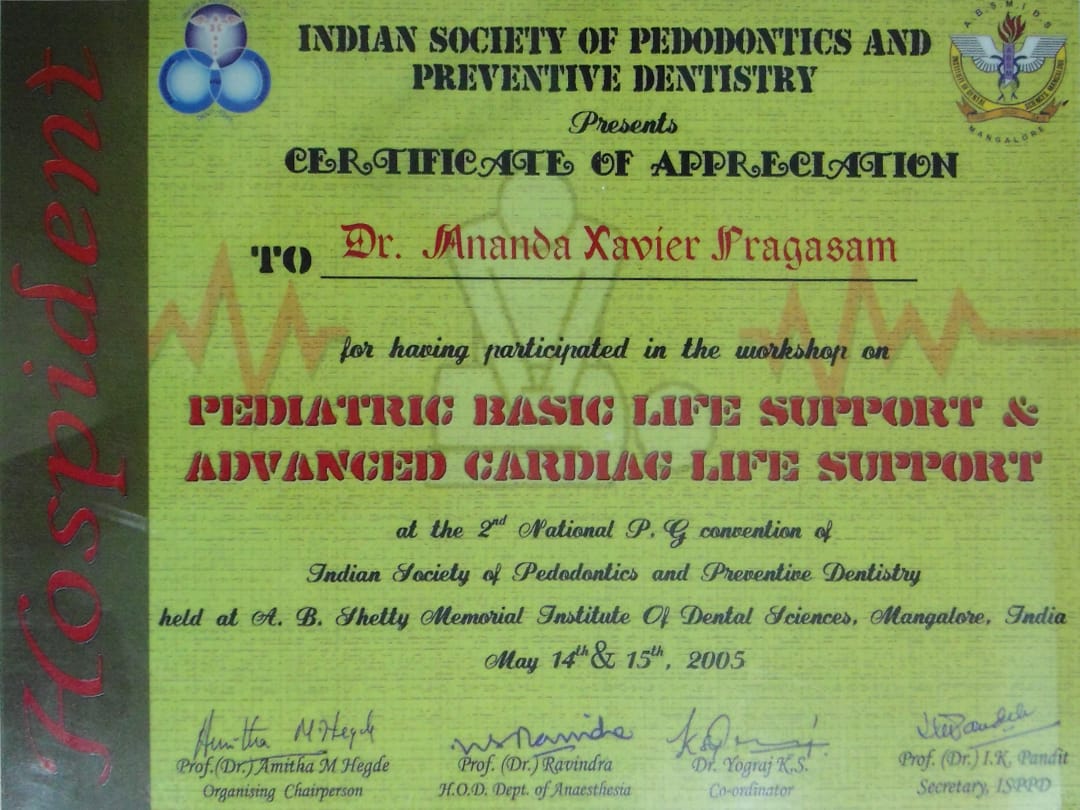 Hospident
A.B.S.M.I.D.S
MANGALORE
INDIAN SOCIETY OF PEDODONTICS AND
PREVENTIVE DENTISTRY
Presents
CERTIFICATE OF APPRECIATION
TO Dr. Ananda Xavier Pragasam
for having participated in the workshop on
PEDIATRIC BASIC LIFE SUPPORT &
ADVANCED CARDIAC LIFE SUPPORT
at the 2nd National P. G convention of
Indian Society of Pedodontics and Preventive Dentistry
held at A. B. Shetty Memorial Institute Of Dental Sciences, Mangalore, India
May 14th & 15th, 2005
Amitha M Hegde
Prof.(Dr.) Amitha M Hegde
Organising Chairperson
Prof. (Dr.) Ravindra
H.O.D. Dept. of Anaesthesia
Dr. Yograj K.S.
Co-ordinator
Prof. (Dr.) I.K. Pandit
Secretary, ISPPD